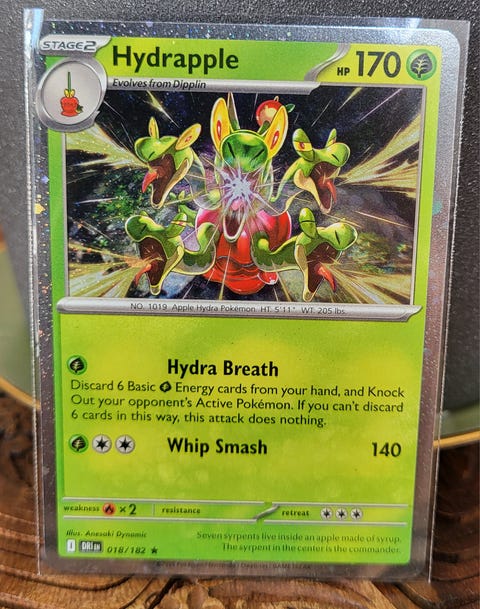 STAGE 2
Hydrapple
HP 170
Evolves from Dipplin
NO. 1019 Apple Hydra Pokémon HT: 5'11" WT: 205 lbs.
Hydra Breath
Discard 6 Basic Energy cards from your hand, and Knock
Out your opponent's Active Pokémon. If you can't discard
6 cards in this way, this attack does nothing.
Whip Smash 140
weakness ×2 resistance retreat
Illus. Anesaki Dynamic
Seven serpents live inside an apple made of syrup.
The serpent in the center is the commander.
I DRI EN 018/182 ★